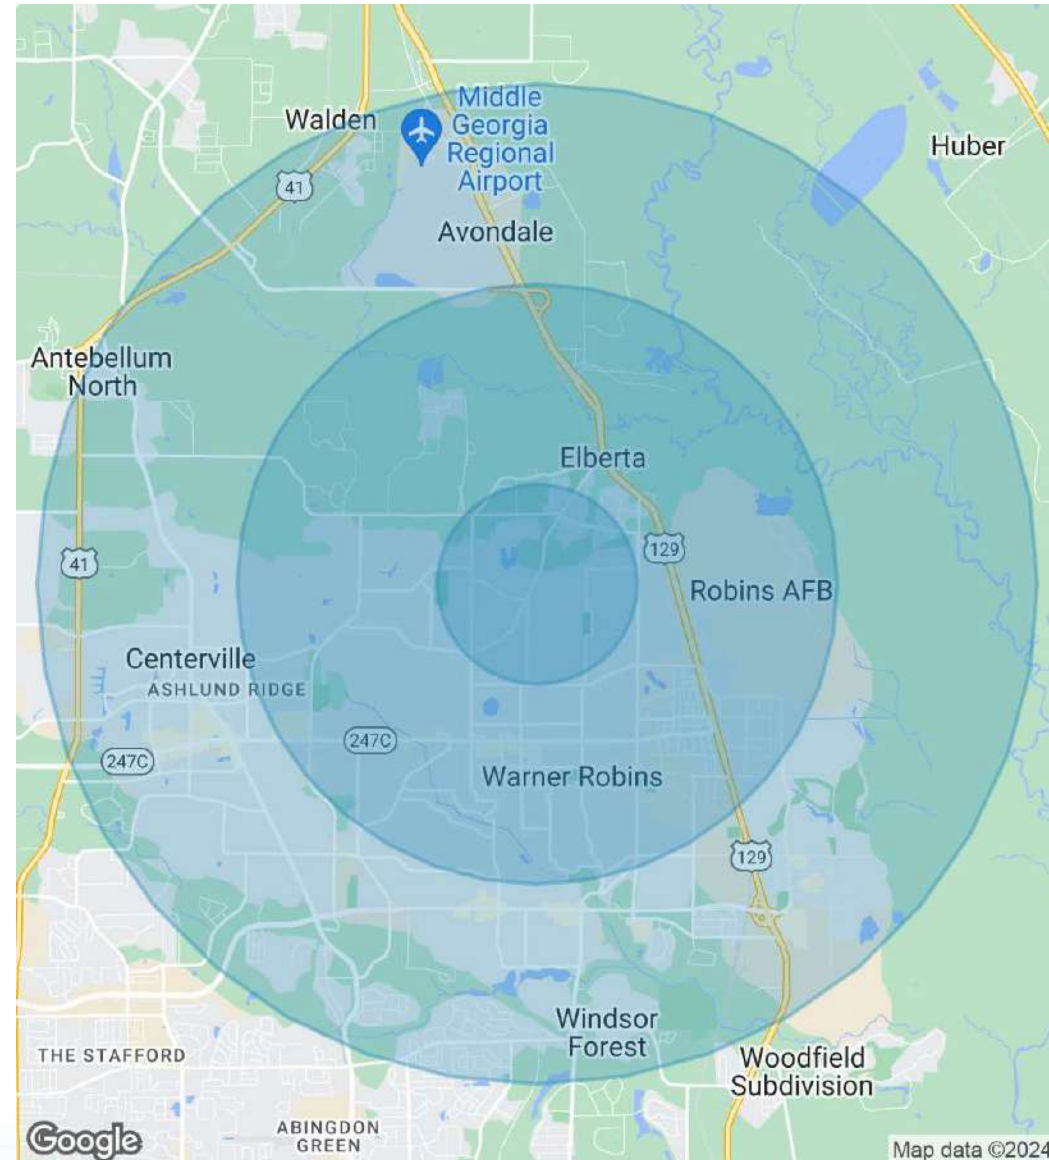 Walden
Middle
Georgia
Regional
Airport
Huber
41
Avondale
Antebellum
North
Elberta
129
41
Robins AFB
Centerville
ASHLUND RIDGE
247C
247C
Warner Robins
129
Windsor
Forest
THE STAFFORD
Woodfield
Subdivision
ABINGDON
GREEN
Google
Map data ©2024